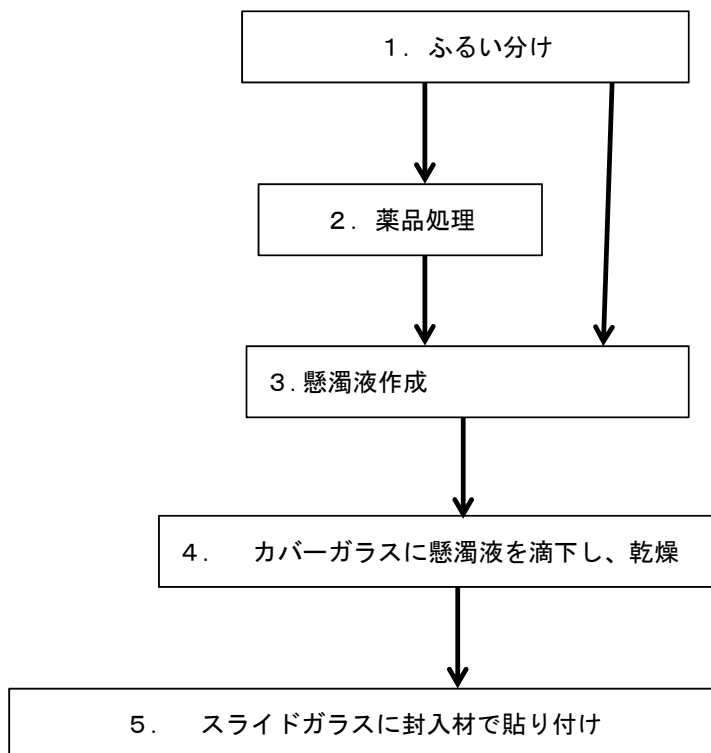 １．ふるい分け
２．薬品処理
３.懸濁液作成
４．　カバーガラスに懸濁液を滴下し、乾燥
５．　スライドガラスに封入材で貼り付け